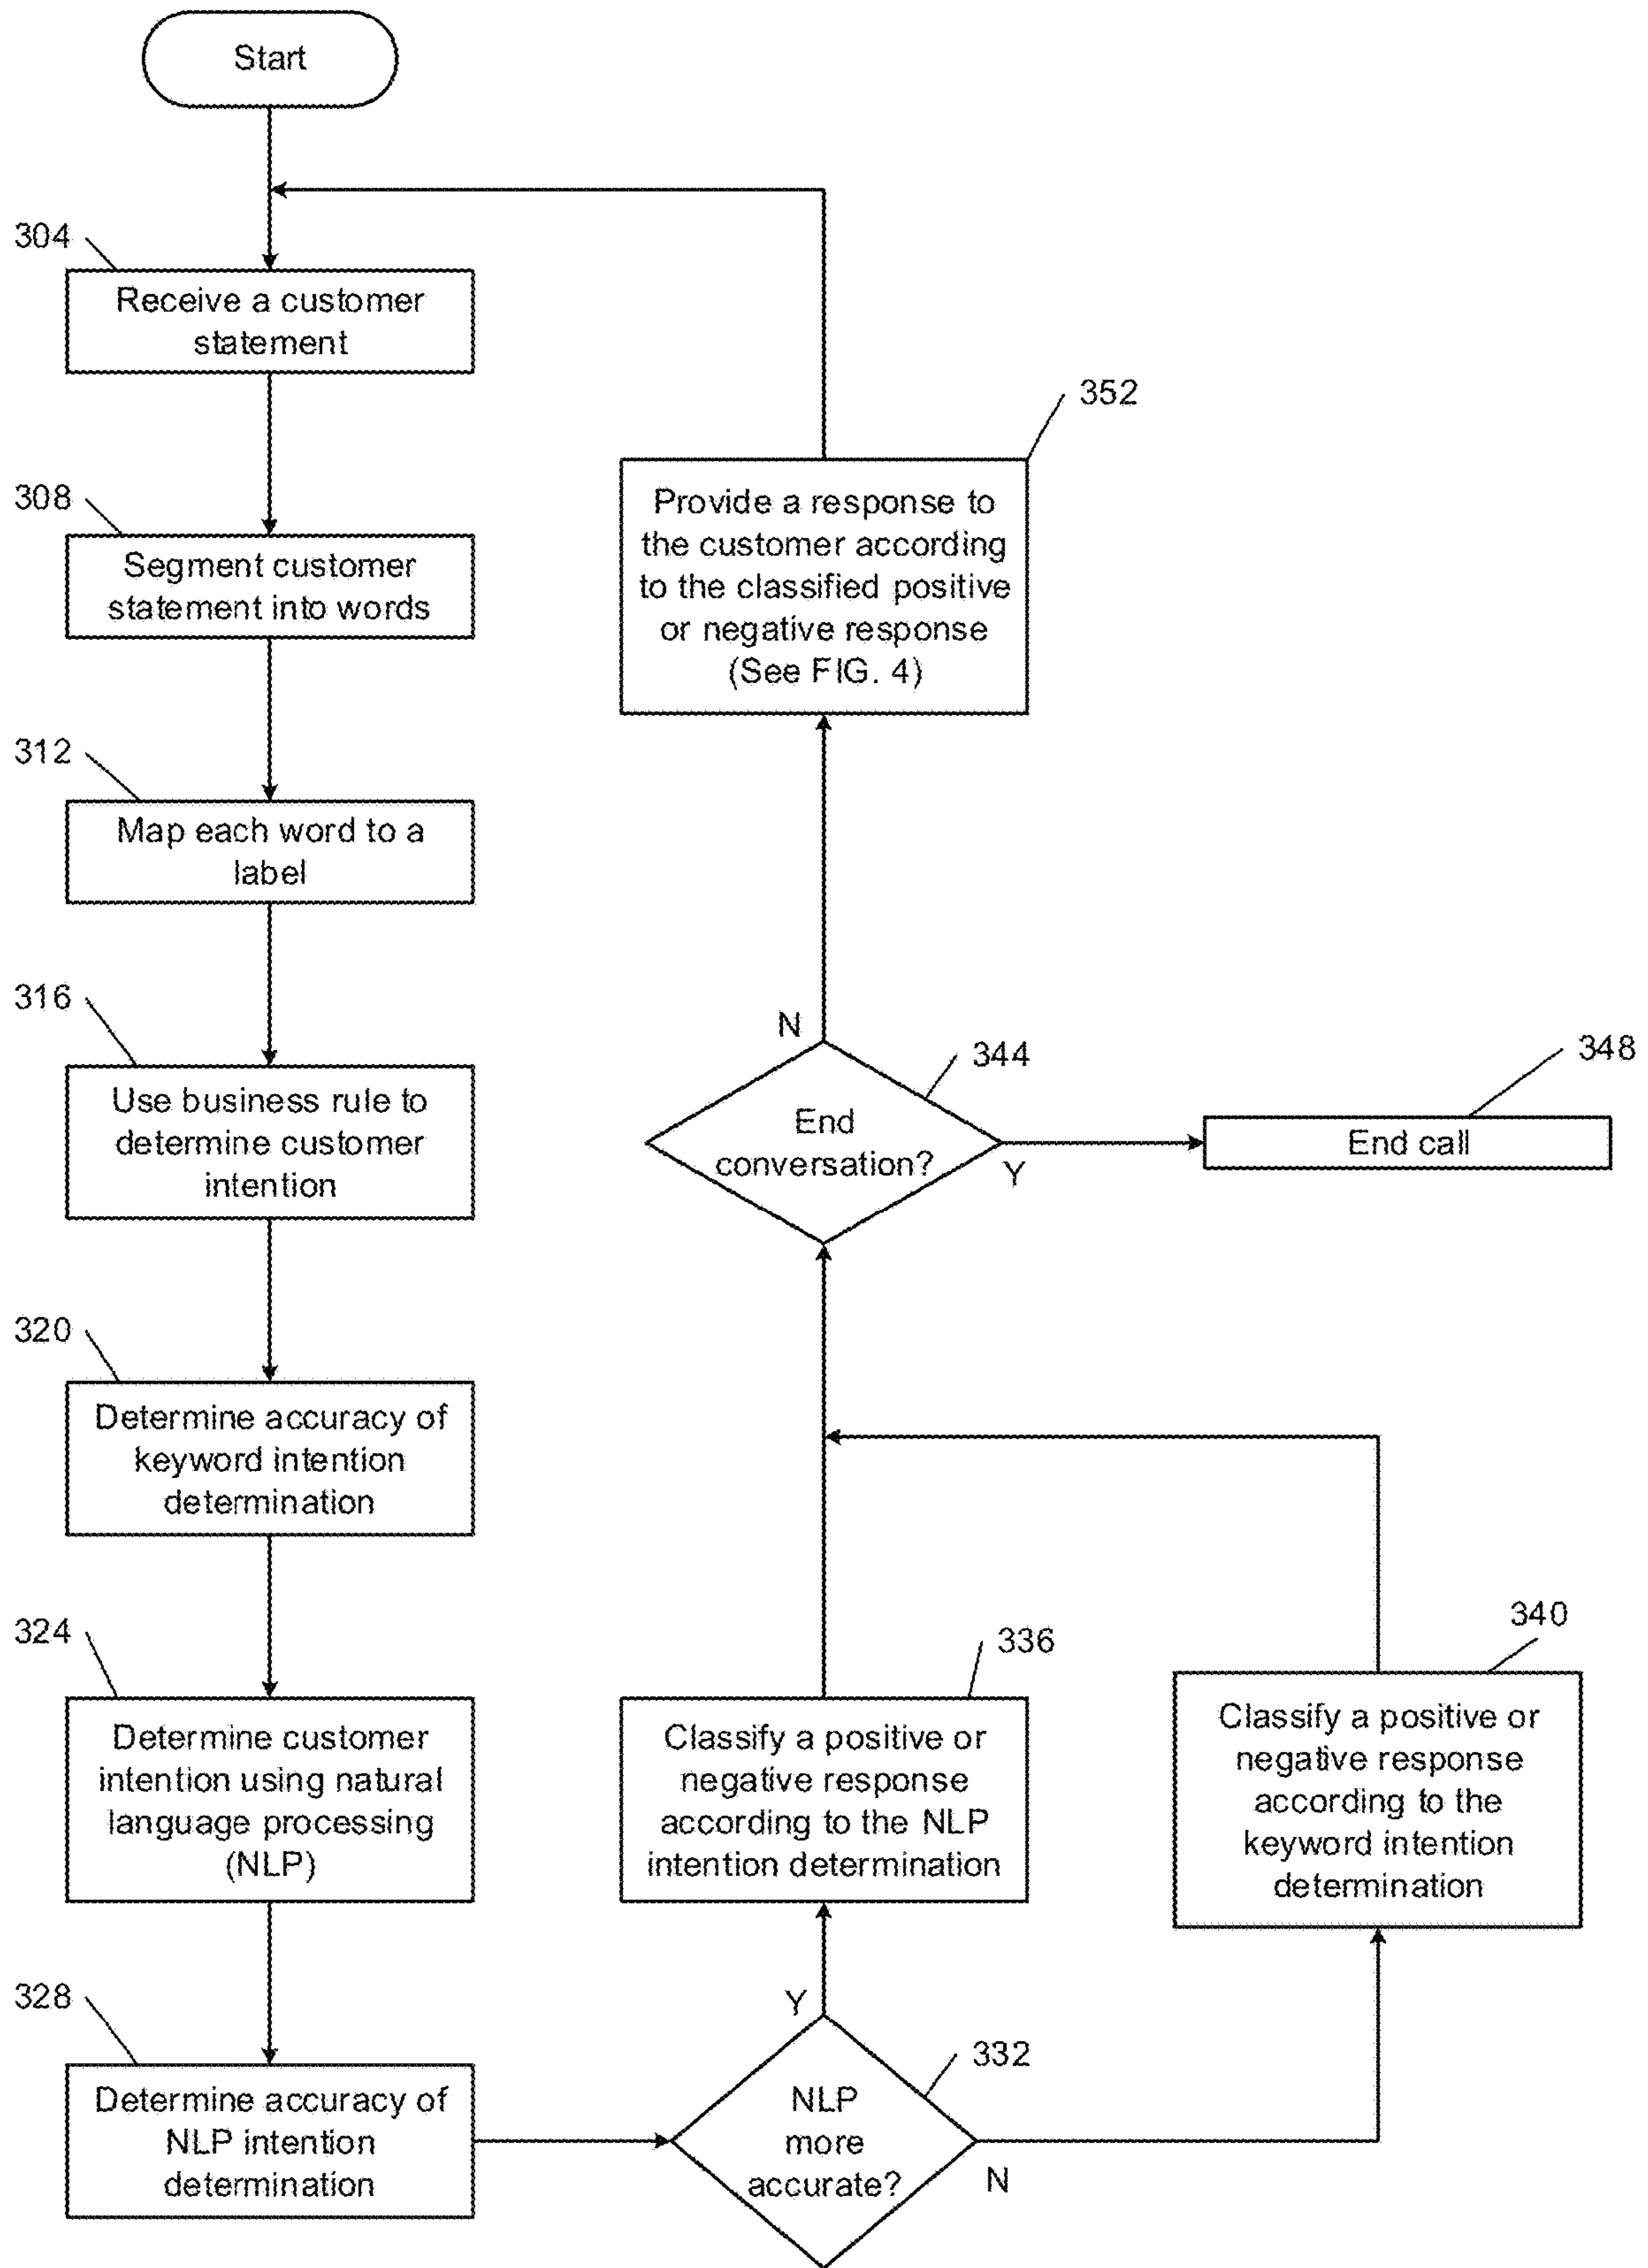 Start
304
Receive a customer
statement
308
Segment customer
statement into words
312
Map each word to a
label
316
Use business rule to
determine customer
intention
320
Determine accuracy of
keyword intention
determination
324
Determine customer
intention using natural
language processing
(NLP)
328
Determine accuracy of
NLP intention
determination
332
NLP
more
accurate?
Y
N
336
Classify a positive or
negative response
according to the NLP
intention determination
340
Classify a positive or
negative response
according to the
keyword intention
determination
344
End
conversation?
N
Y
348
End call
352
Provide a response to
the customer according
to the classified positive
or negative response
(See FIG. 4)